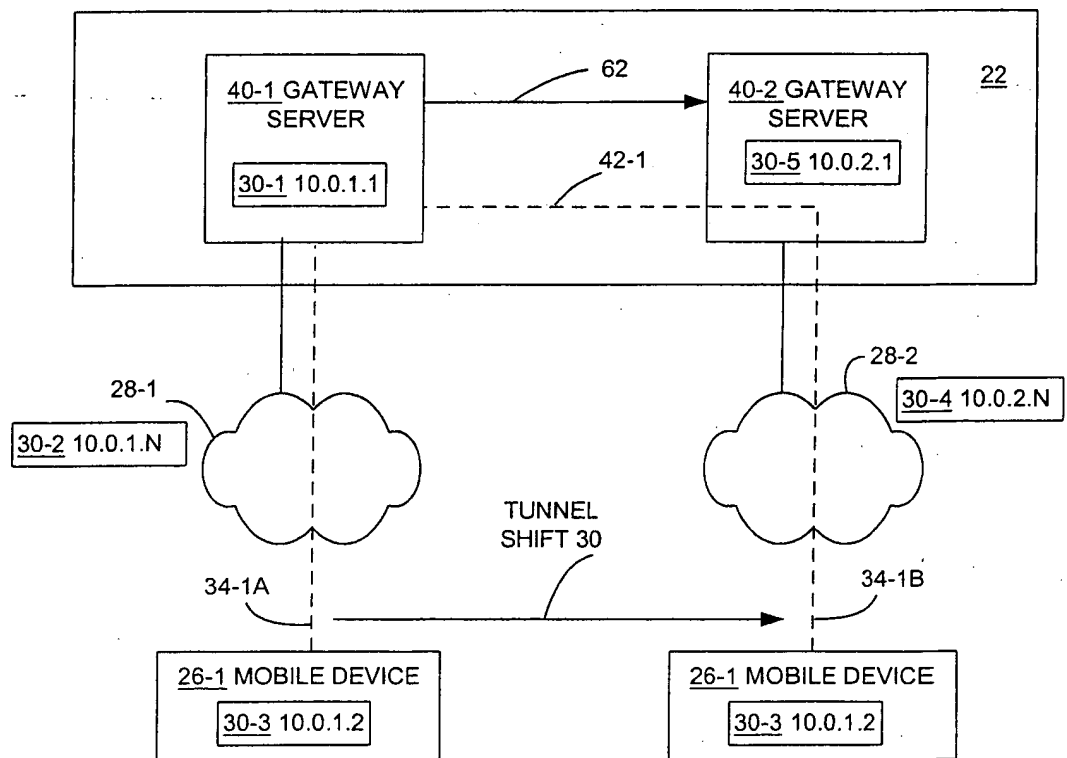 62
22
40-1 GATEWAY
SERVER
30-1 10.0.1.1
40-2 GATEWAY
SERVER
30-5 10.0.2.1
42-1
28-1
30-2 10.0.1.N
28-2
30-4 10.0.2.N
TUNNEL
SHIFT 30
34-1A
34-1B
26-1 MOBILE DEVICE
30-3 10.0.1.2
26-1 MOBILE DEVICE
30-3 10.0.1.2